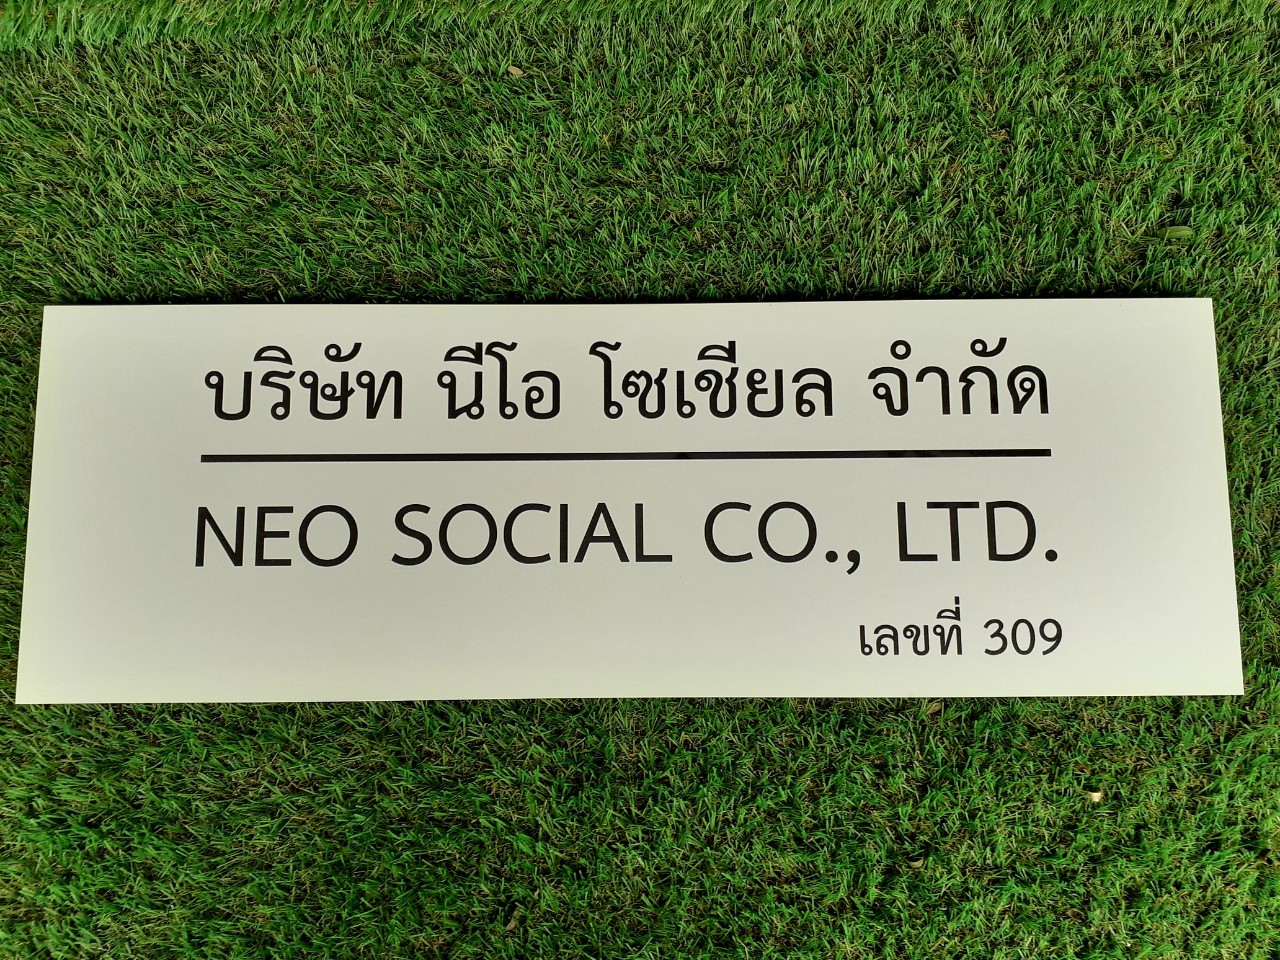 บริษัท นีโอ โซเชียล จำกัด
NEO SOCIAL CO., LTD.
เลขที่ 309